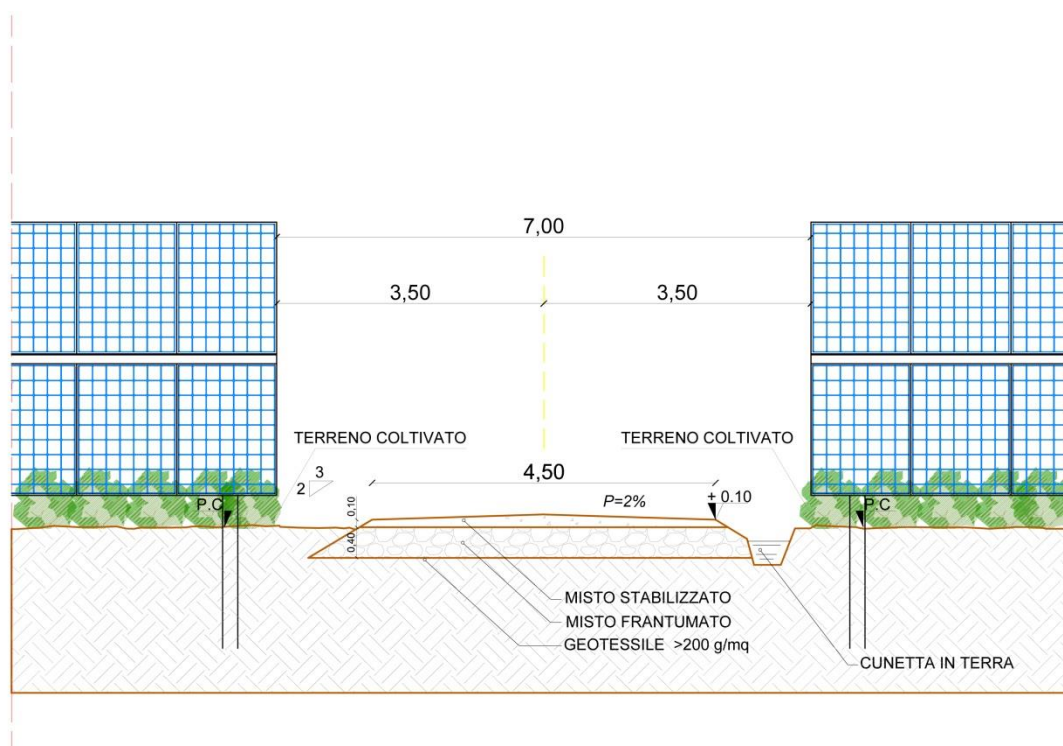 7,00
3,50
3,50
TERRENO COLTIVATO
TERRENO COLTIVATO
3
2
4,50
P=2%
+ 0.10
P.C
P.C
0,10
0,40
MISTO STABILIZZATO
MISTO FRANTUMATO
GEOTESSILE >200 g/mq
CUNETTA IN TERRA